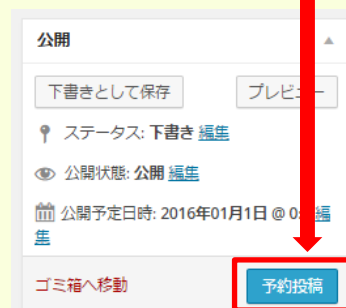 公開
下書きとして保存 プレビュー
ステータス: 下書き 編集
公開状態: 公開 編集
公開予定日時: 2016年01月1日 @ 0: 編
集
ゴミ箱へ移動 予約投稿